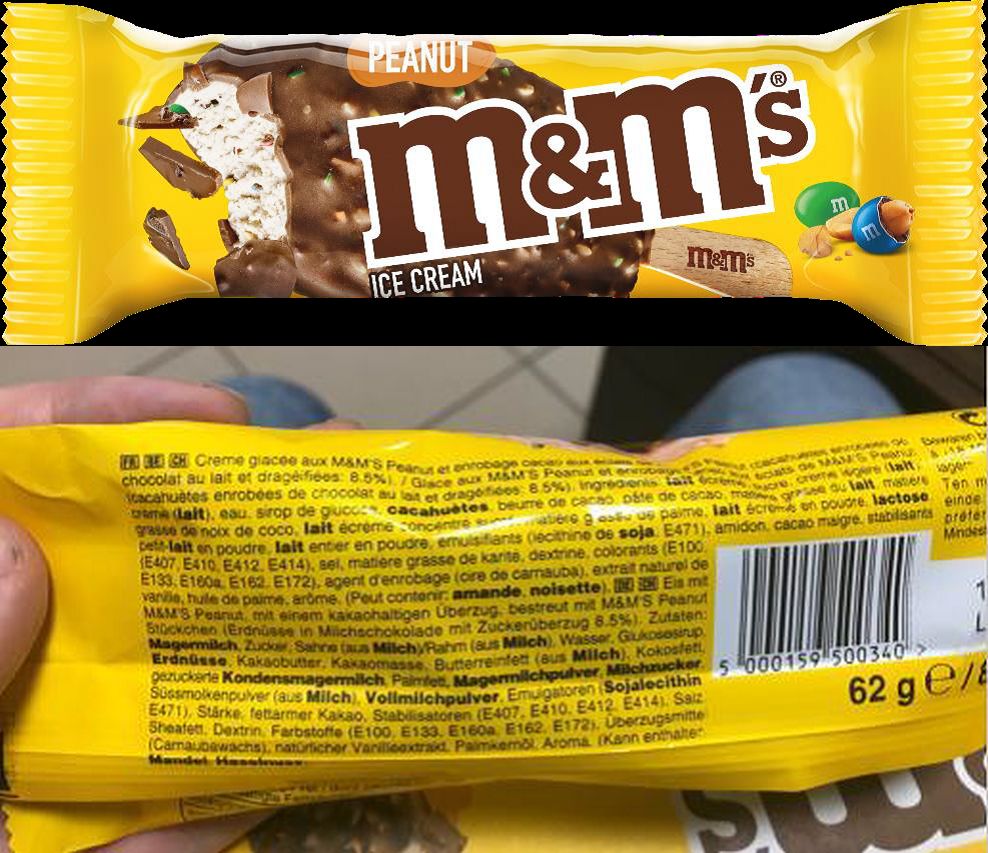 PEANUT
m&m's®
m
m
m&m's
ICE CREAM
FR BE CH Crème glacée aux M&M'S Peanut et enrobage cacao aux
chocolat au lait et dragéifiées: 8.5%). / Glace aux M&M'S Peanut et enrobage
(cacahuètes enrobées de chocolat au lait et dragéifiées: 8.5%). Ingrédients: lait écrémé, sucre, crème légère (lait),
crème (lait), eau, sirop de glucose, cacahuètes, beurre de cacao, pâte de cacao, matière grasse du lait, matière
grasse de noix de coco, lait écrémé concentré sucré, matière grasse de palme, lait écrémé en poudre, lactose
petit-lait en poudre, lait entier en poudre, émulsifiants (lécithine de soja, E471), amidon, cacao maigre, stabilisants
(E407, E410, E412, E414), sel, matière grasse de karité, dextrine, colorants (E100,
E133, E160a, E162, E172), agent d'enrobage (cire de carnauba), extrait naturel de
vanille, huile de palme, arôme. (Peut contenir: amande, noisette). DE CH Eis mit
M&M'S Peanut, mit einem kakaohaltigen Überzug, bestreut mit M&M'S Peanut
Stückchen (Erdnüsse in Milchschokolade mit Zuckerüberzug 8.5%). Zutaten:
Magermilch, Zucker, Sahne (aus Milch)/Rahm (aus Milch), Wasser, Glukosesirup,
Erdnüsse, Kakaobutter, Kakaomasse, Butterreinfett (aus Milch), Kokosfett,
gezuckerte Kondensmagermilch, Palmfett, Magermilchpulver, Milchzucker,
Süssmolkenpulver (aus Milch), Vollmilchpulver, Emulgatoren (Sojalecithin
E471), Stärke, fettarmer Kakao, Stabilisatoren (E407, E410, E412, E414), Salz
Sheafett, Dextrin, Farbstoffe (E100, E133, E160a, E162, E172), Überzugsmitte
(Carnaubawachs), natürlicher Vanilleextrakt, Palmkernöl, Aroma. (Kann enthalten
Mandel, Haselnuss
5 000159 500340 >
62 g e / 8